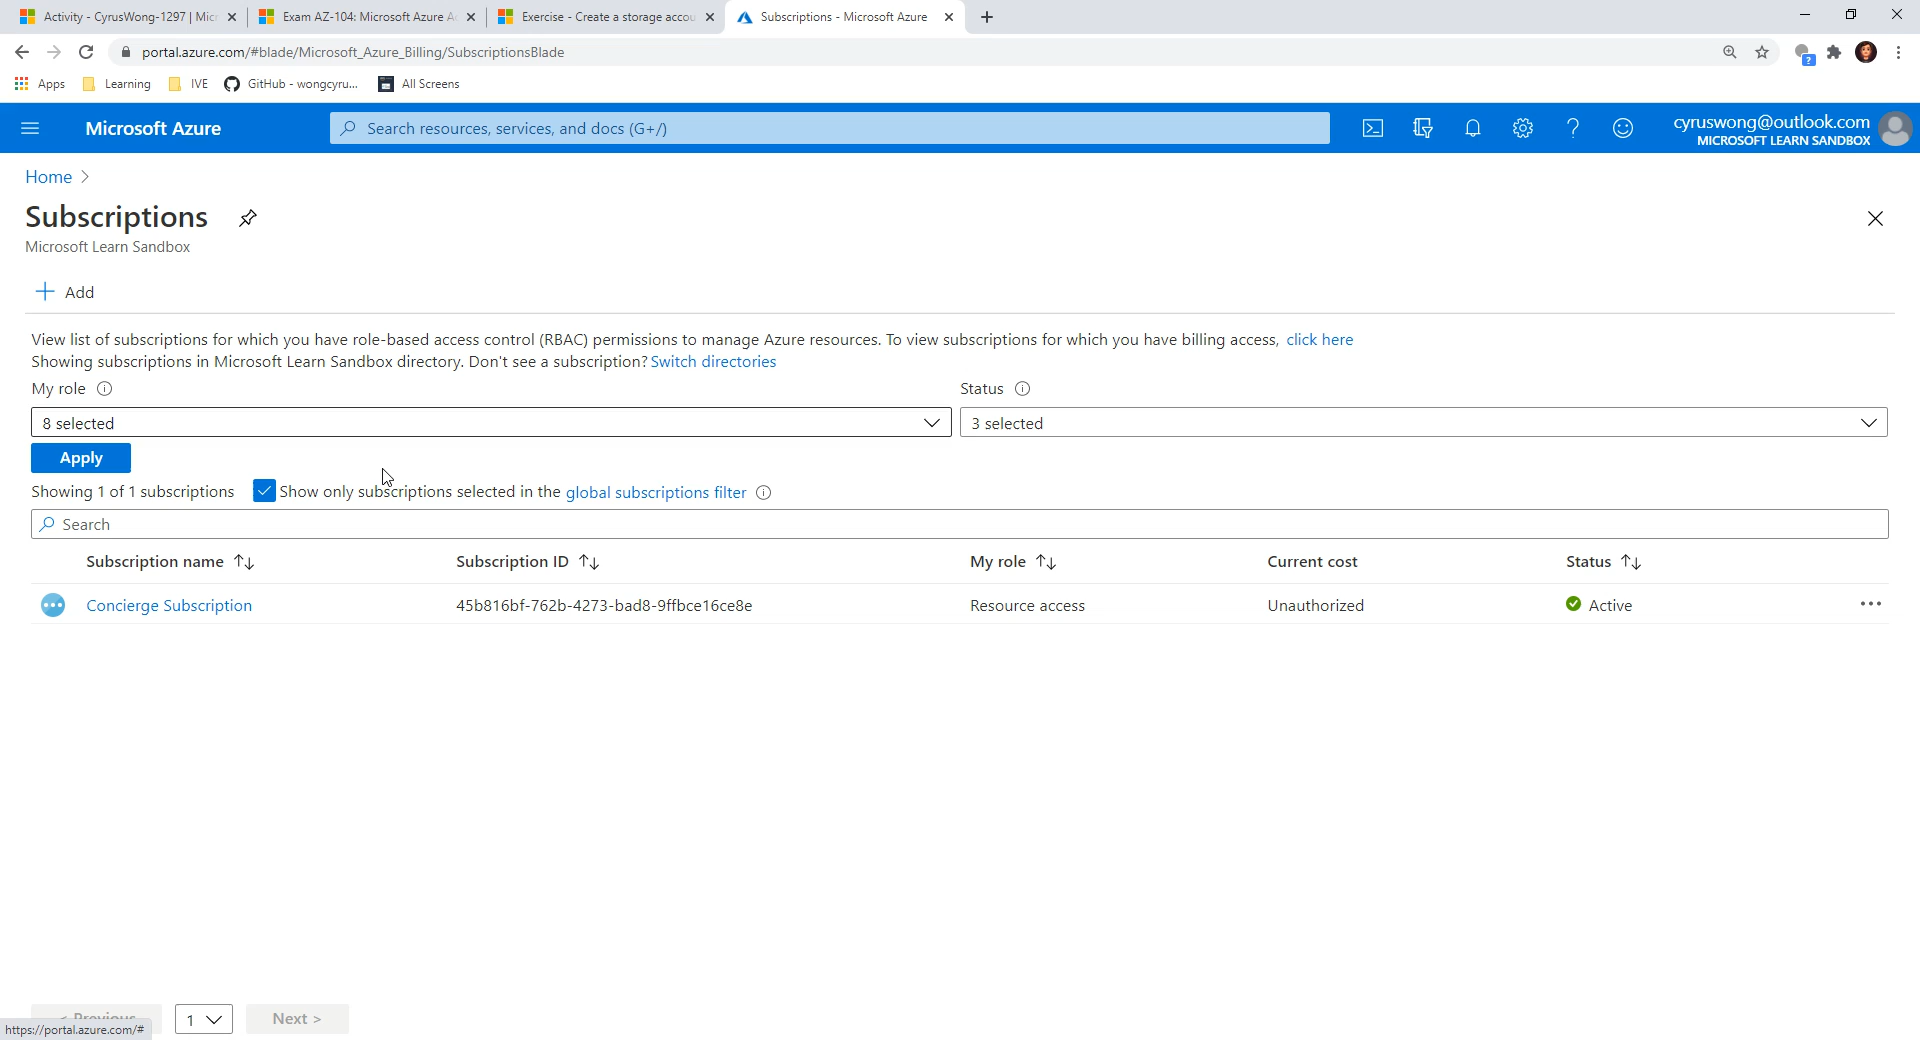 Activity - CyrusWong-1297 | Micr
Exam AZ-104: Microsoft Azure A
Exercise - Create a storage accou
Subscriptions - Microsoft Azure
portal.azure.com/#blade/Microsoft_Azure_Billing/SubscriptionsBlade
Apps
Learning
IVE
GitHub - wongcyru...
All Screens
Microsoft Azure
Search resources, services, and docs (G+/)
cyruswong@outlook.com
MICROSOFT LEARN SANDBOX
Home >
Subscriptions
Microsoft Learn Sandbox
+ Add
View list of subscriptions for which you have role-based access control (RBAC) permissions to manage Azure resources. To view subscriptions for which you have billing access, click here
Showing subscriptions in Microsoft Learn Sandbox directory. Don't see a subscription? Switch directories
My role
Status
8 selected
3 selected
Apply
Showing 1 of 1 subscriptions
Show only subscriptions selected in the global subscriptions filter
Search
Subscription name
Subscription ID
My role
Current cost
Status
Concierge Subscription
45b816bf-762b-4273-bad8-9ffbce16ce8e
Resource access
Unauthorized
Active
< Previous
1
Next >
https://portal.azure.com/#